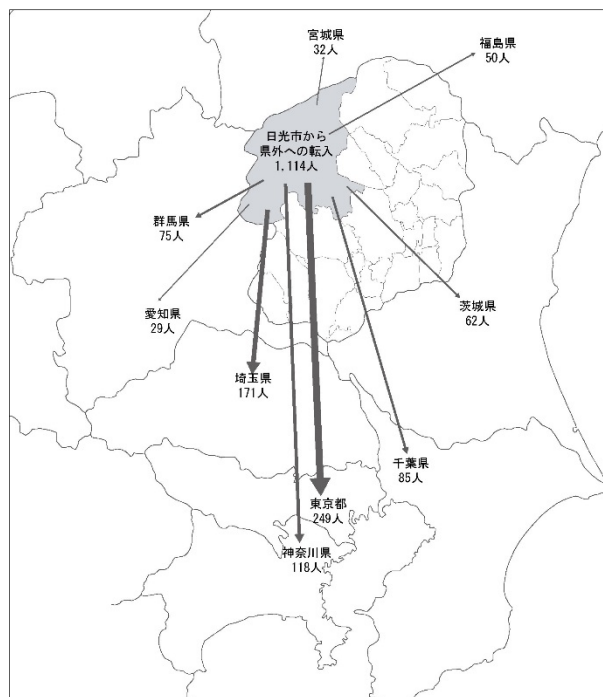 宮城県
32人
福島県
50人
日光市から
県外への転入
1,114人
群馬県
75人
愛知県
29人
茨城県
62人
埼玉県
171人
千葉県
85人
東京都
249人
神奈川県
118人